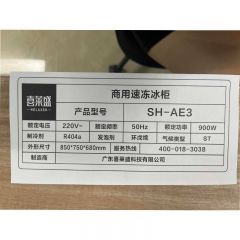 喜莱盛
HELEXEN
商用速冻冰柜
产品型号 SH-AE3
额定电压 220V~ 额定频率 50Hz 额定功率 900W
制冷剂 R404a 发泡剂 环戊烷 气候类型 ST
外形尺寸 850*750*680mm 服务热线 400-018-3038
制造商 广东喜莱盛科技有限公司